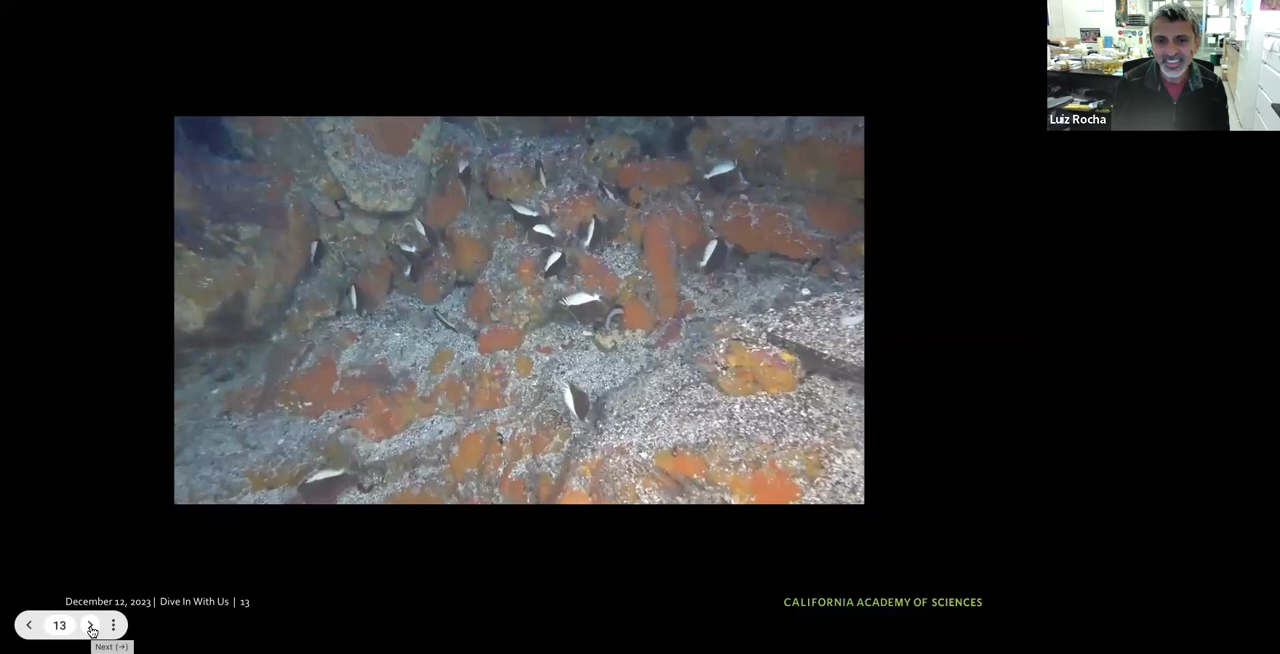 Luiz Rocha
December 12, 2023 | Dive In With Us | 13
CALIFORNIA ACADEMY OF SCIENCES
13
Next (→)